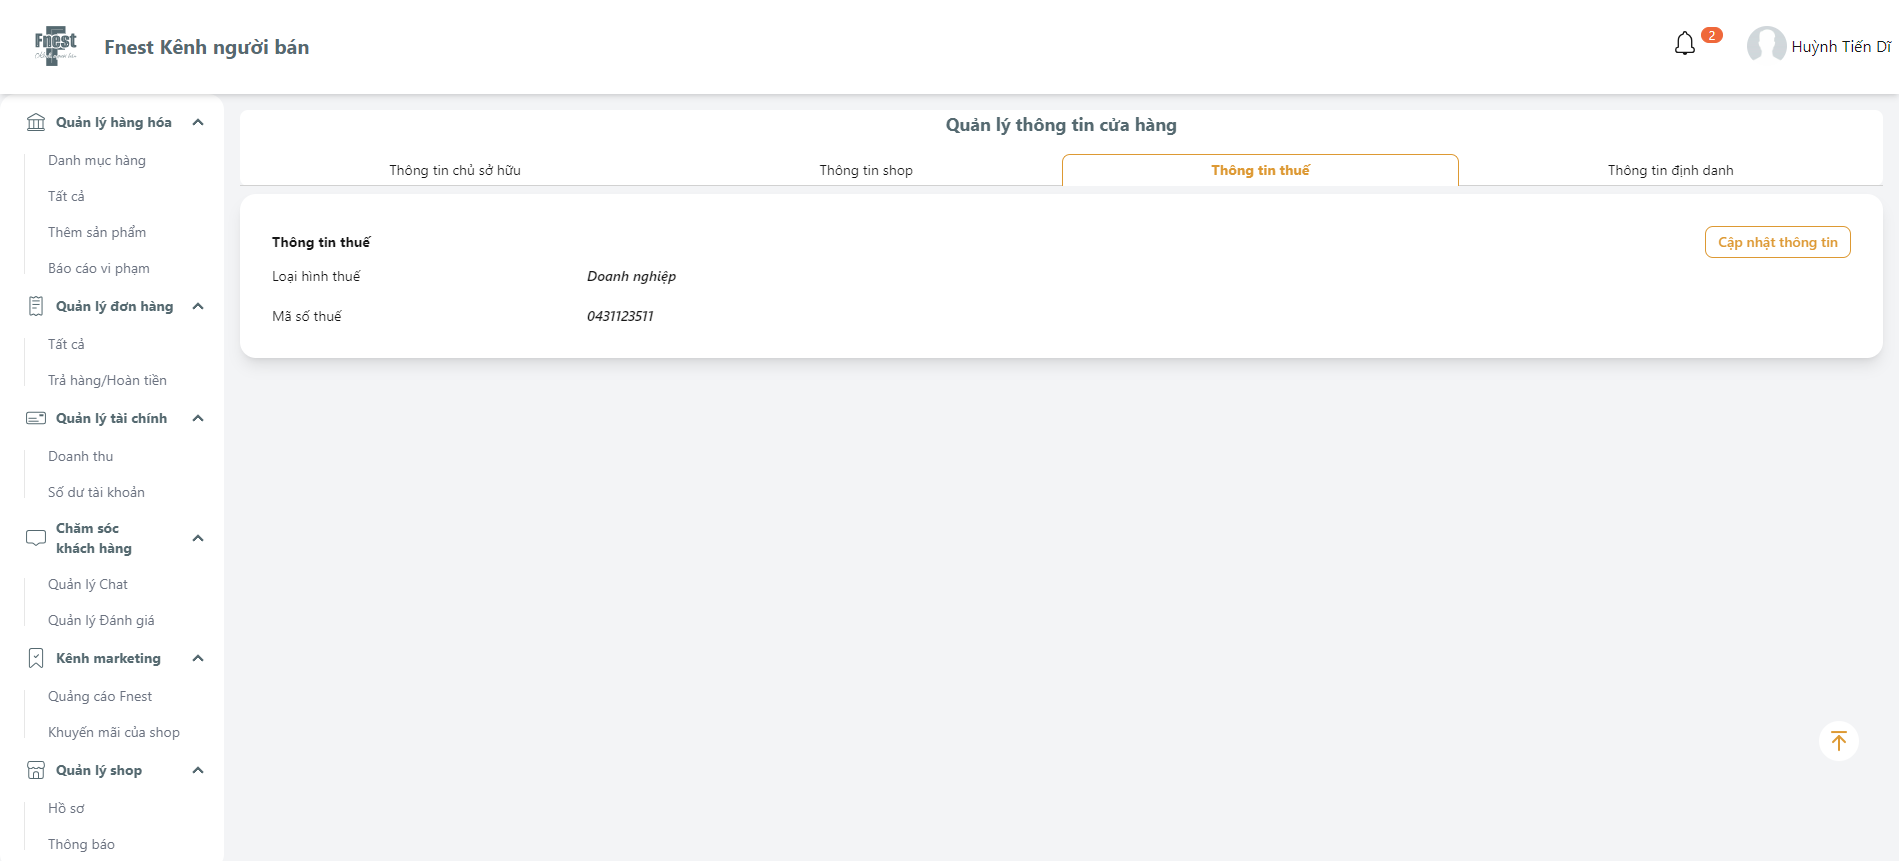 Fnest
Fnest Kênh người bán
2
Huỳnh Tiến Dĩ
Quản lý hàng hóa
Danh mục hàng
Tất cả
Thêm sản phẩm
Báo cáo vi phạm
Quản lý đơn hàng
Tất cả
Trả hàng/Hoàn tiền
Quản lý tài chính
Doanh thu
Số dư tài khoản
Chăm sóc
khách hàng
Quản lý Chat
Quản lý Đánh giá
Kênh marketing
Quảng cáo Fnest
Khuyến mãi của shop
Quản lý shop
Hồ sơ
Thông báo
Quản lý thông tin cửa hàng
Thông tin chủ sở hữu
Thông tin shop
Thông tin thuế
Thông tin định danh
Thông tin thuế
Cập nhật thông tin
Loại hình thuế
Doanh nghiệp
Mã số thuế
0431123511